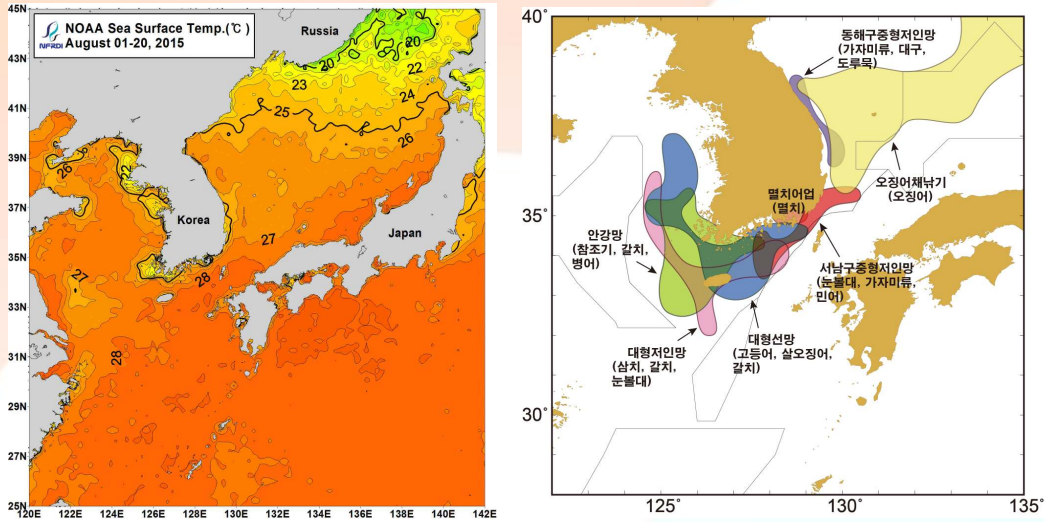 NFRDI
NOAA Sea Surface Temp.(℃)
August 01-20, 2015
Russia
Korea
Japan
20
20
20
22
23
24
25
26
26
22
27
27
28
28
45N
43N
41N
39N
37N
35N
33N
31N
29N
27N
25N
120E
122E
124E
126E
128E
130E
132E
134E
136E
138E
140E
142E
40°
35°
30°
125°
130°
135°
동해구중형저인망
(가자미류, 대구,
도루묵)
오징어채낚기
(오징어)
멸치어업
(멸치)
안강망
(참조기, 갈치,
병어)
서남구중형저인망
(눈볼대, 가자미류,
민어)
대형저인망
(삼치, 갈치,
눈볼대)
대형선망
(고등어, 살오징어,
갈치)